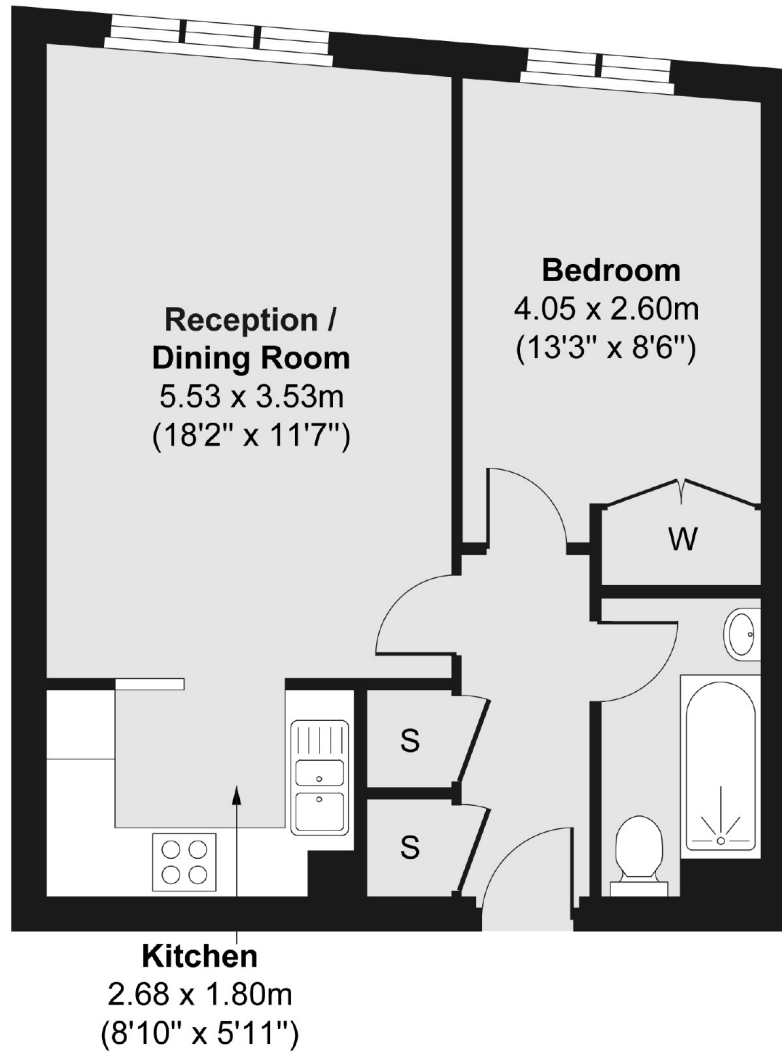 Reception /
Dining Room
5.53 x 3.53m
(18'2" x 11'7")
Bedroom
4.05 x 2.60m
(13'3" x 8'6")
W
S
S
Kitchen
2.68 x 1.80m
(8'10" x 5'11")